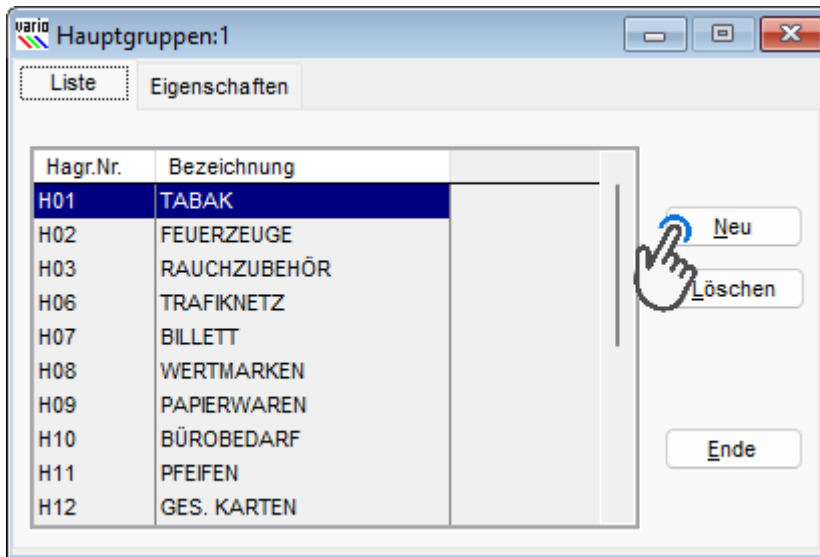 vario Hauptgruppen:1
Liste Eigenschaften
Hagr.Nr. Bezeichnung
H01 TABAK
H02 FEUERZEUGE
H03 RAUCHZUBEHÖR
H06 TRAFIKNETZ
H07 BILLETT
H08 WERTMARKEN
H09 PAPIERWAREN
H10 BÜROBEDARF
H11 PFEIFEN
H12 GES. KARTEN
Neu
Löschen
Ende